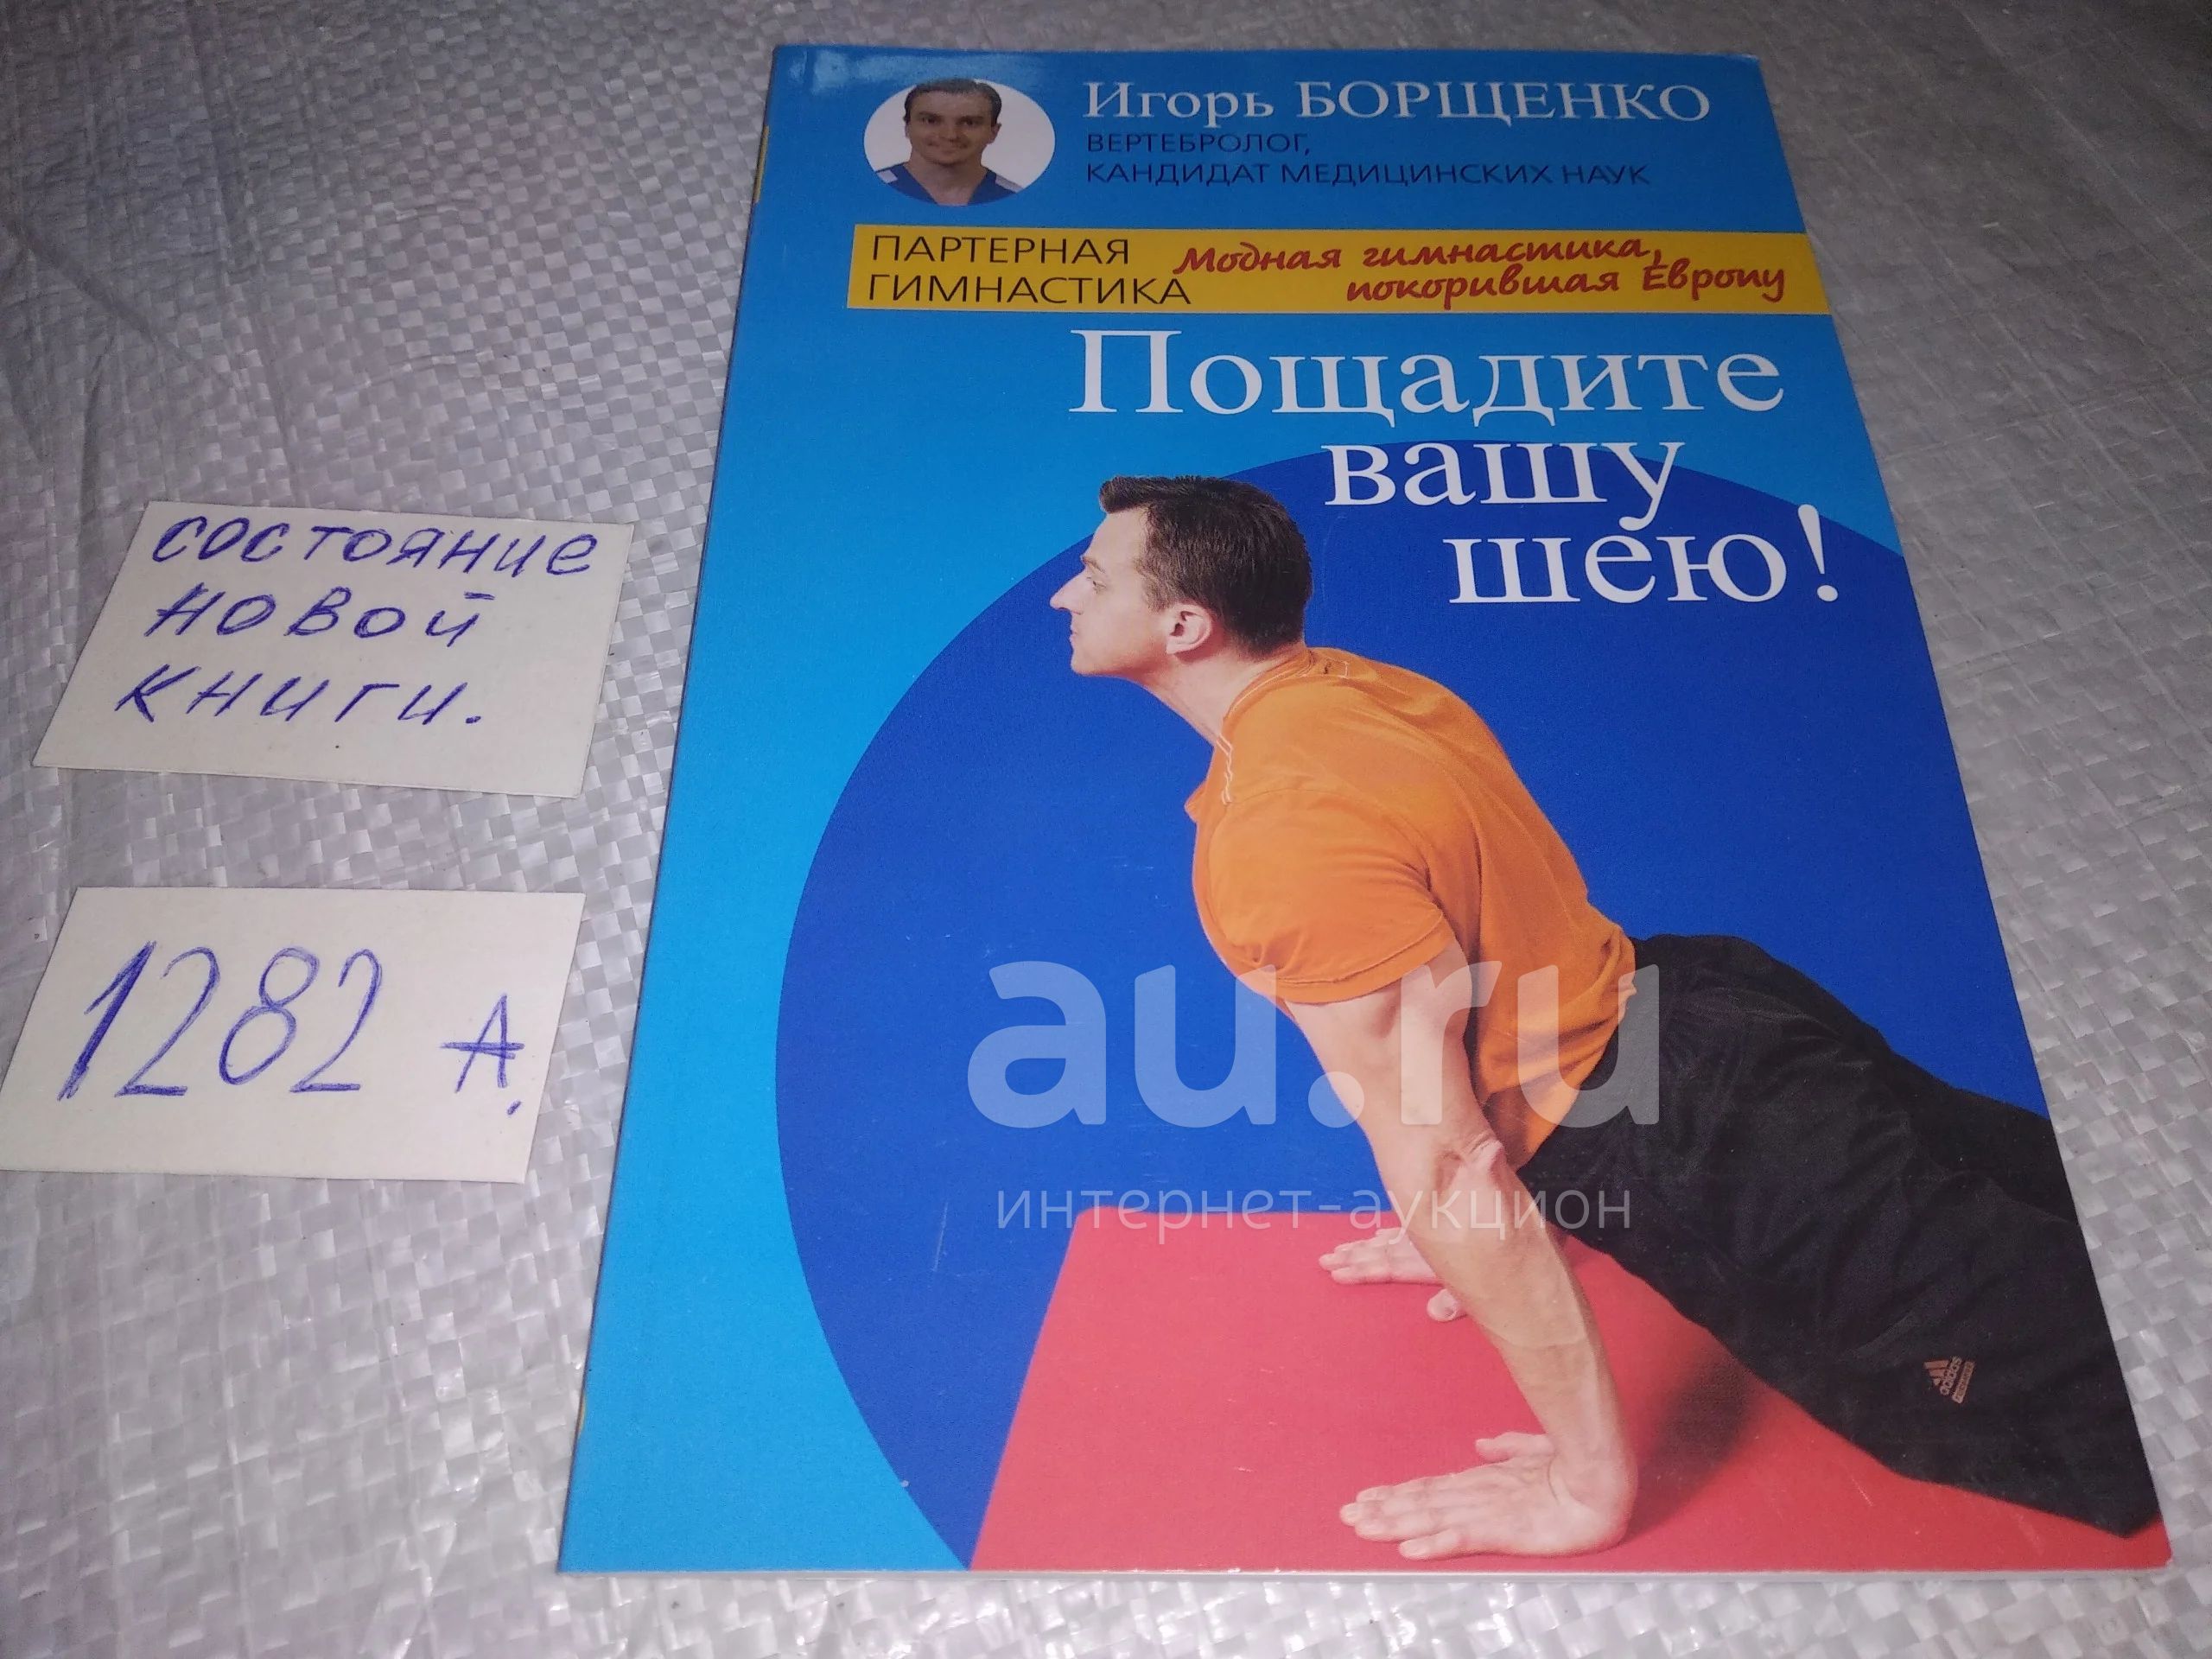 Игорь БОРЩЕНКО
ВЕРТЕБРОЛОГ,
КАНДИДАТ МЕДИЦИНСКИХ НАУК
ПАРТЕРНАЯ
ГИМНАСТИКА
Модная гимнастика,
покорившая Европу
Пощадите
вашу
шею!
состояние
новой
книги.
1282 А.
au.ru
интернет-аукцион
adidas